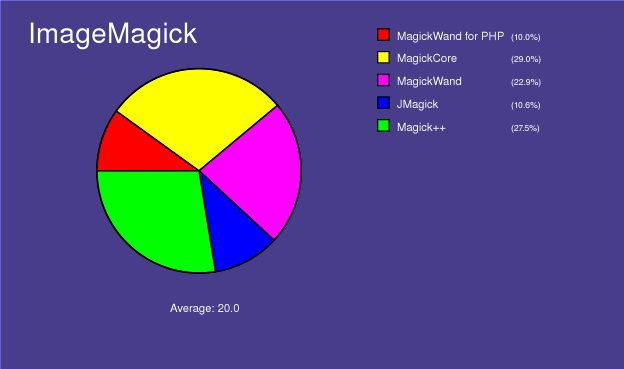 ImageMagick
MagickWand for PHP (10.0%)
MagickCore (29.0%)
MagickWand (22.9%)
JMagick (10.6%)
Magick++ (27.5%)
Average: 20.0